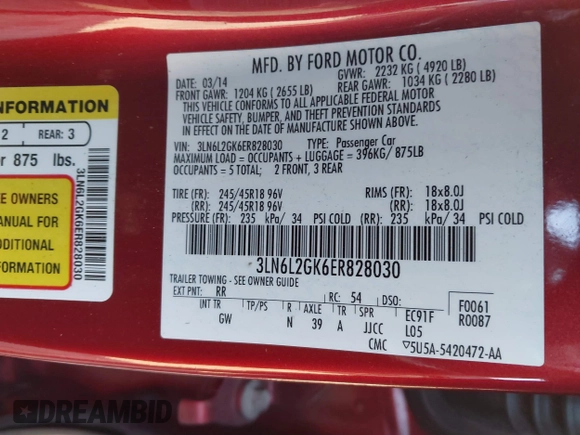 MFD. BY FORD MOTOR CO.
DATE: 03/14 GVWR: 2232 KG ( 4920 LB)
FRONT GAWR: 1204 KG ( 2655 LB) REAR GAWR: 1034 KG ( 2280 LB)
THIS VEHICLE CONFORMS TO ALL APPLICABLE FEDERAL MOTOR
VEHICLE SAFETY, BUMPER, AND THEFT PREVENTION STANDARDS
IN EFFECT ON THE DATE OF MANUFACTURE SHOWN ABOVE.
VIN: 3LN6L2GK6ER828030 TYPE: Passenger Car
MAXIMUM LOAD = OCCUPANTS + LUGGAGE = 396KG/ 875LB
OCCUPANTS = 5 TOTAL; 2 FRONT, 3 REAR
TIRE (FR): 245/45R18 96V RIMS (FR): 18x8.0J
(RR): 245/45R18 96V (RR): 18x8.0J
PRESSURE (FR): 235 kPa/ 34 PSI COLD (RR): 235 kPa/ 34 PSI COLD
3LN6L2GK6ER828030
TRAILER TOWING - SEE OWNER GUIDE
EXT PNT: RR RC: 54 DSO: F0061
INT TR TP/PS R AXLE TR SPR EC91F R0087
GW N 39 A JJCC L05
CMC 5U5A-5420472-AA
NFORMATION
2 REAR: 3
r 875 lbs.
E OWNERS
MANUAL FOR
ADDITIONAL
FORMATION
3LN6L2GK6ER828030
DREAMBID